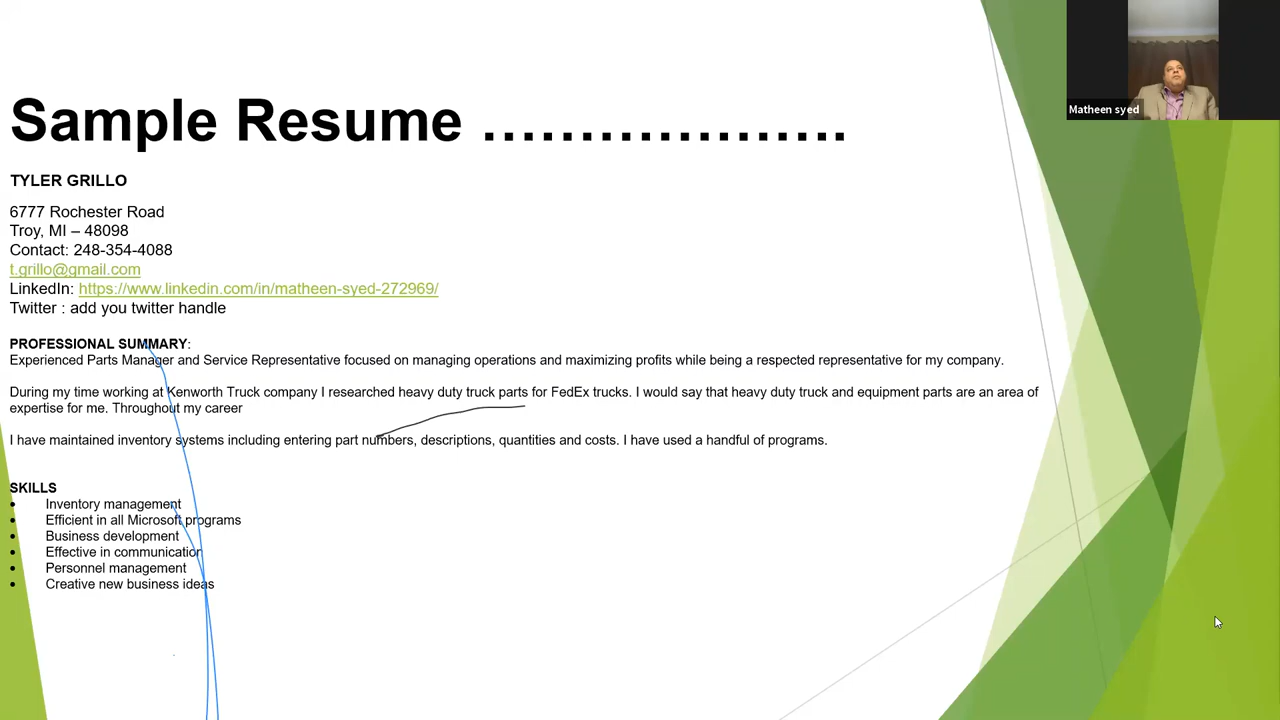 Sample Resume ...................
TYLER GRILLO
6777 Rochester Road
Troy, MI – 48098
Contact: 248-354-4088
t.grillo@gmail.com
LinkedIn: https://www.linkedin.com/in/matheen-syed-272969/
Twitter : add you twitter handle
PROFESSIONAL SUMMARY:
Experienced Parts Manager and Service Representative focused on managing operations and maximizing profits while being a respected representative for my company.
During my time working at Kenworth Truck company I researched heavy duty truck parts for FedEx trucks. I would say that heavy duty truck and equipment parts are an area of
expertise for me. Throughout my career
I have maintained inventory systems including entering part numbers, descriptions, quantities and costs. I have used a handful of programs.
SKILLS
• Inventory management
• Efficient in all Microsoft programs
• Business development
• Effective in communication
• Personnel management
• Creative new business ideas
Matheen syed